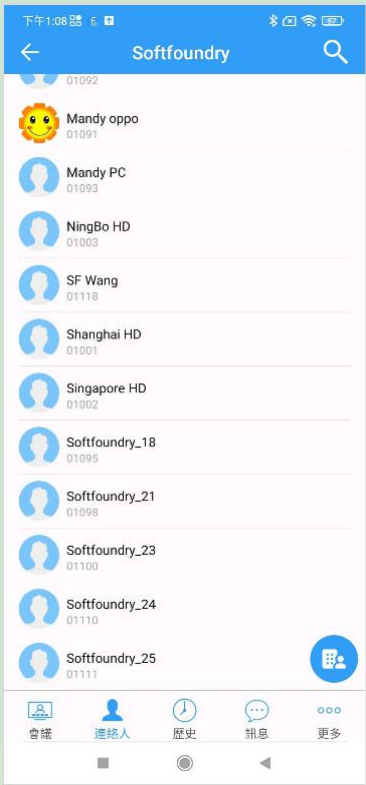 下午1:08
87
Softfoundry
01092
Mandy oppo
01091
Mandy PC
01093
NingBo HD
01003
SF Wang
01118
Shanghai HD
01001
Singapore HD
01002
Softfoundry_18
01095
Softfoundry_21
01098
Softfoundry_23
01100
Softfoundry_24
01110
Softfoundry_25
01111
會議
連絡人
歷史
訊息
更多